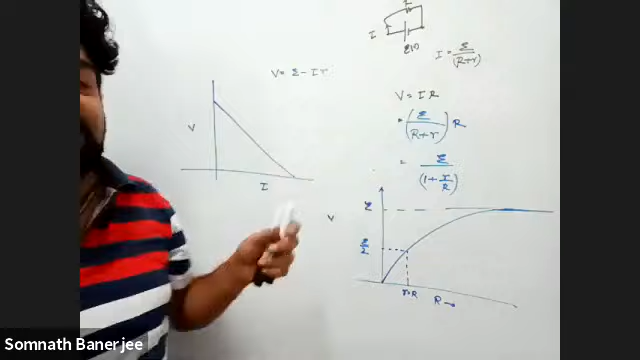 I
I
ε(r)
I = ε/(R+r)
V = ε - Ir
V = IR
= (ε/(R+r)) R
= ε/(1 + r/R)
V
I
V
ε
ε/2
r=R
R →
Somnath Banerjee